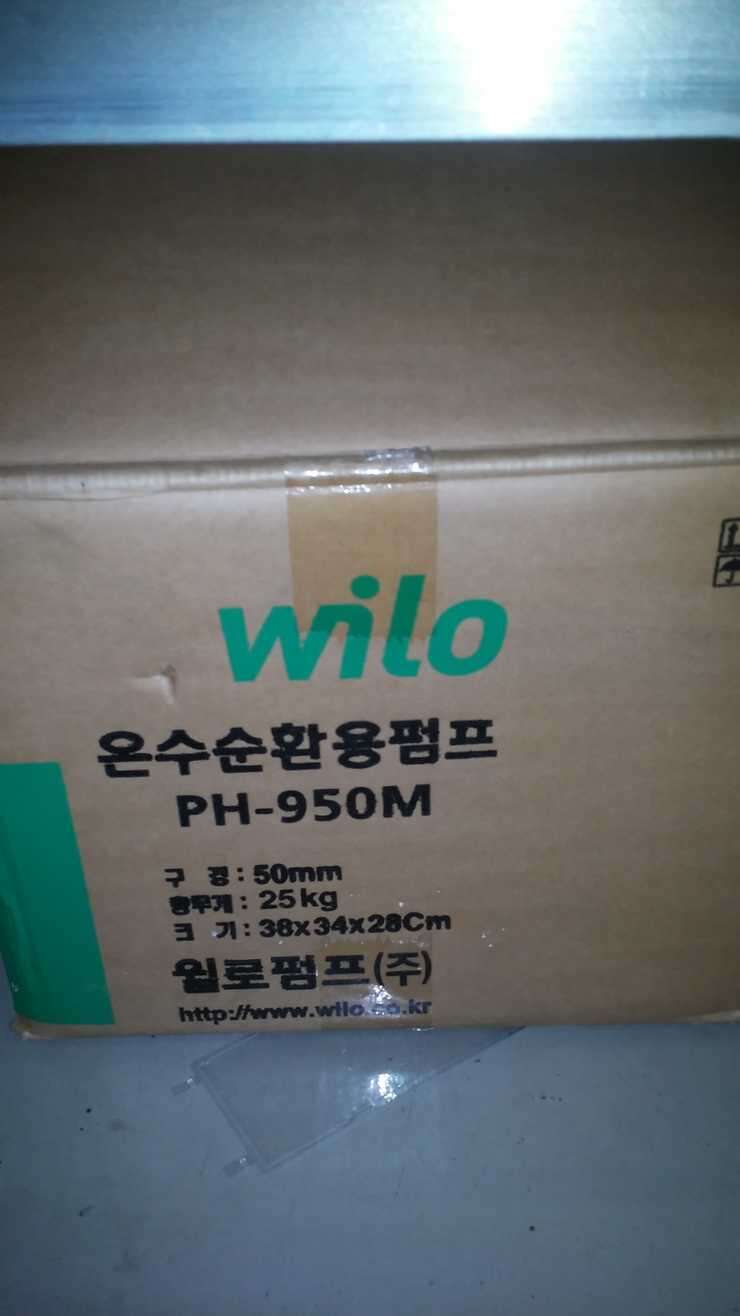 wilo
온수순환용펌프
PH-950M
구 경: 50mm
총무게: 25kg
크 기: 38x34x28Cm
윌로펌프(주)
http://www.wilo.co.kr